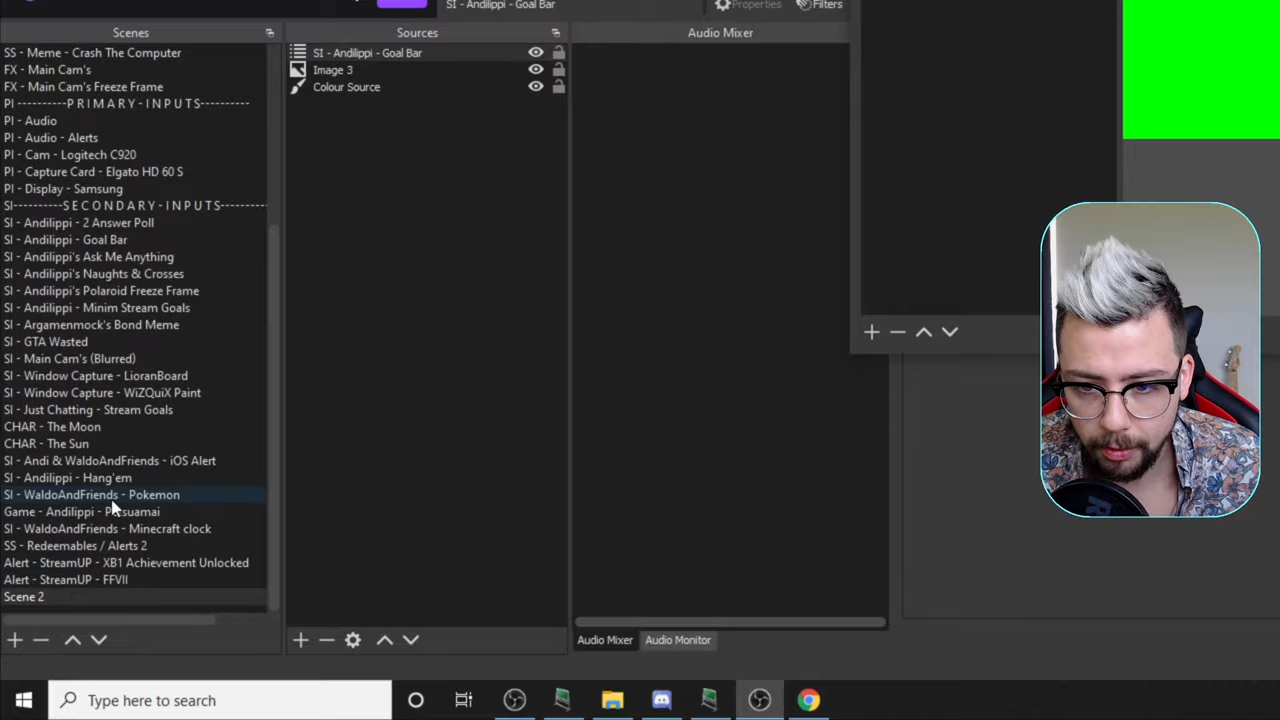 SI - Andilippi - Goal Bar
Properties
Filters
Scenes
Sources
Audio Mixer
SS - Meme - Crash The Computer
FX - Main Cam's
FX - Main Cam's Freeze Frame
PI ----------P R I M A R Y - I N P U T S----------
PI - Audio
PI - Audio - Alerts
PI - Cam - Logitech C920
PI - Capture Card - Elgato HD 60 S
PI - Display - Samsung
SI----------S E C O N D A R Y - I N P U T S---------
SI - Andilippi - 2 Answer Poll
SI - Andilippi - Goal Bar
SI - Andilippi's Ask Me Anything
SI - Andilippi's Naughts & Crosses
SI - Andilippi's Polaroid Freeze Frame
SI - Andilippi - Minim Stream Goals
SI - Argamenmock's Bond Meme
SI - GTA Wasted
SI - Main Cam's (Blurred)
SI - Window Capture - LioranBoard
SI - Window Capture - WiZQuiX Paint
SI - Just Chatting - Stream Goals
CHAR - The Moon
CHAR - The Sun
SI - Andi & WaldoAndFriends - iOS Alert
SI - Andilippi - Hang'em
SI - WaldoAndFriends - Pokemon
Game - Andilippi -
SI - WaldoAndFriends - Minecraft clock
SS - Redeemables / Alerts 2
Alert - StreamUP - XB1 Achievement Unlocked
Alert - StreamUP - FFVII
Scene 2
SI - Andilippi - Goal Bar
Image 3
Colour Source
Audio Mixer
Audio Monitor
Type here to search